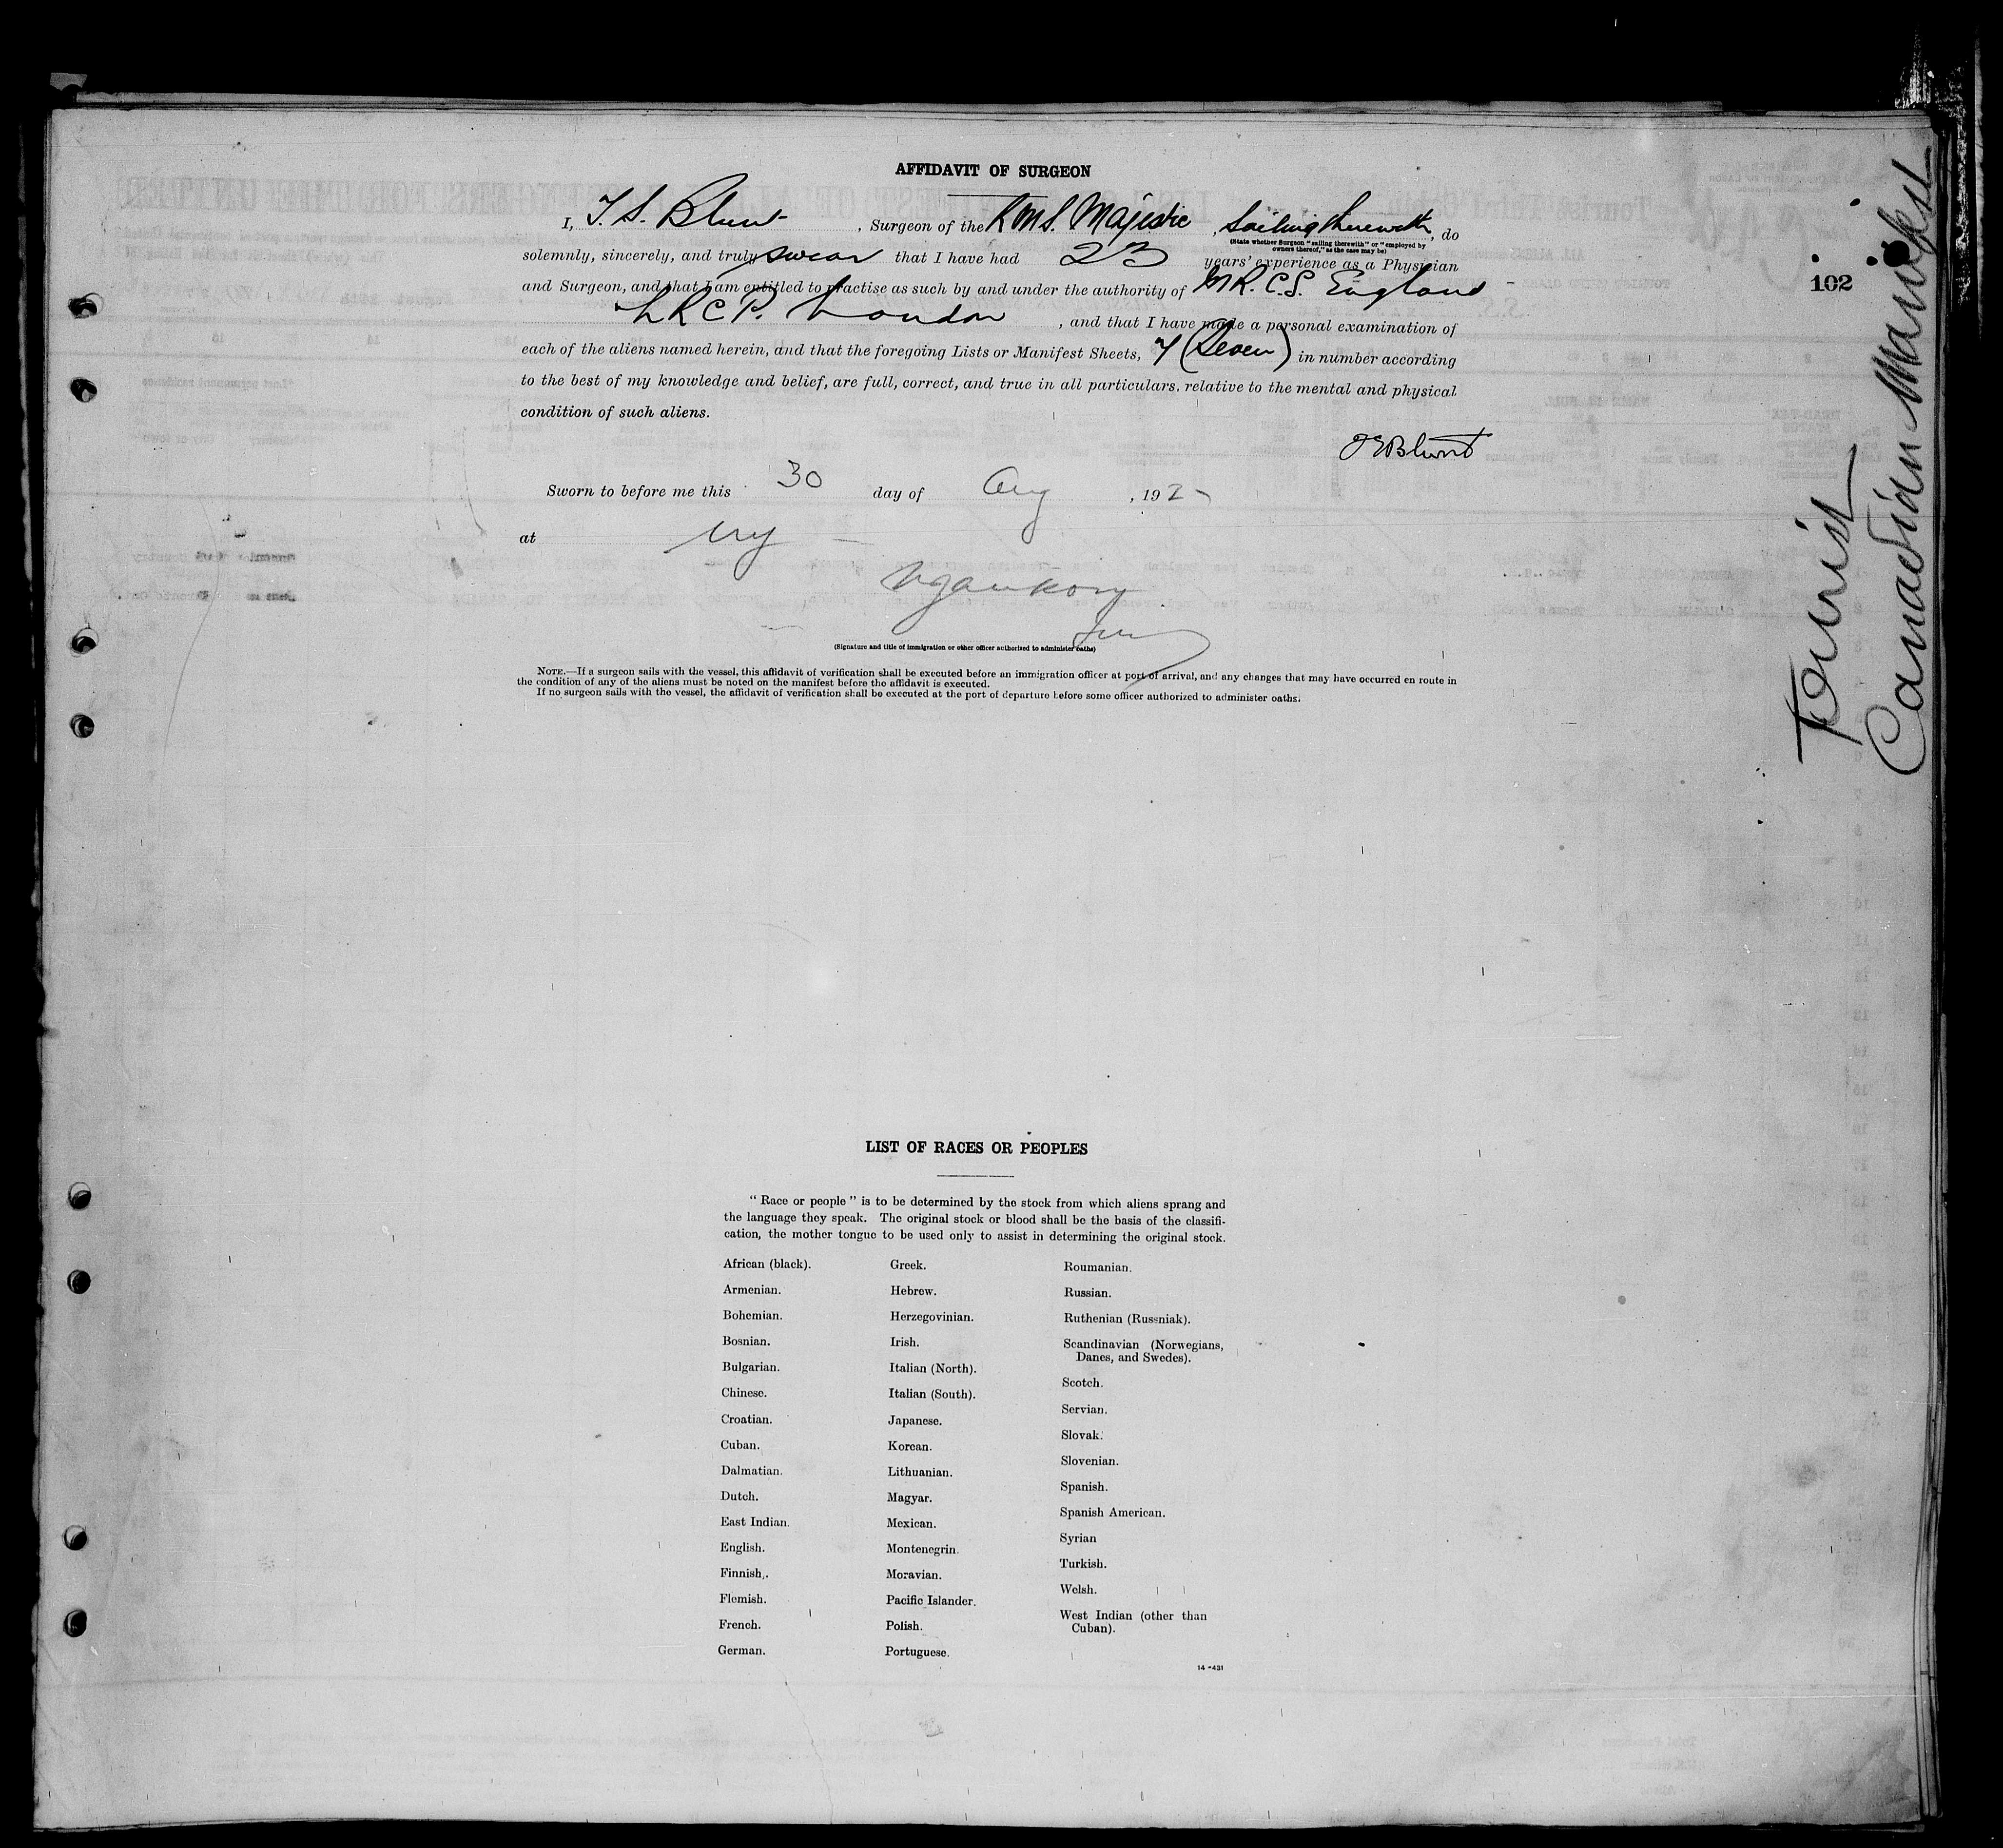 AFFIDAVIT OF SURGEON
I, T. S. Blunt, Surgeon of the R.M.S. Majestic, Sailing therewith, do
(State whether Surgeon "sailing therewith" or "employed by
owners thereof," as the case may be)
solemnly, sincerely, and truly swear that I have had 23 years' experience as a Physician
and Surgeon, and that I am entitled to practise as such by and under the authority of M.R.C.S. England
L R C P. London, and that I have made a personal examination of
each of the aliens named herein, and that the foregoing Lists or Manifest Sheets, 7 (Seven) in number according
to the best of my knowledge and belief, are full, correct, and true in all particulars, relative to the mental and physical
condition of such aliens.
Blunt
Sworn to before me this 30 day of Aug, 192
at NY
(Signature and title of immigration or other officer authorized to administer oaths)
NOTE.—If a surgeon sails with the vessel, this affidavit of verification shall be executed before an immigration officer at port of arrival, and any changes that may have occurred en route in
the condition of any of the aliens must be noted on the manifest before the affidavit is executed.
If no surgeon sails with the vessel, the affidavit of verification shall be executed at the port of departure before some officer authorized to administer oaths.
102
Tourist
Canadian Manifest
LIST OF RACES OR PEOPLES
"Race or people" is to be determined by the stock from which aliens sprang and
the language they speak. The original stock or blood shall be the basis of the classifi-
cation, the mother tongue to be used only to assist in determining the original stock.
African (black).
Armenian.
Bohemian.
Bosnian.
Bulgarian.
Chinese.
Croatian.
Cuban.
Dalmatian.
Dutch.
East Indian.
English.
Finnish.
Flemish.
French.
German.
Greek.
Hebrew.
Herzegovinian.
Irish.
Italian (North).
Italian (South).
Japanese.
Korean.
Lithuanian.
Magyar.
Mexican.
Montenegrin.
Moravian.
Pacific Islander.
Polish.
Portuguese.
Roumanian.
Russian.
Ruthenian (Russniak).
Scandinavian (Norwegians,
Danes, and Swedes).
Scotch.
Servian.
Slovak.
Slovenian.
Spanish.
Spanish American.
Syrian
Turkish.
Welsh.
West Indian (other than
Cuban).
14-431